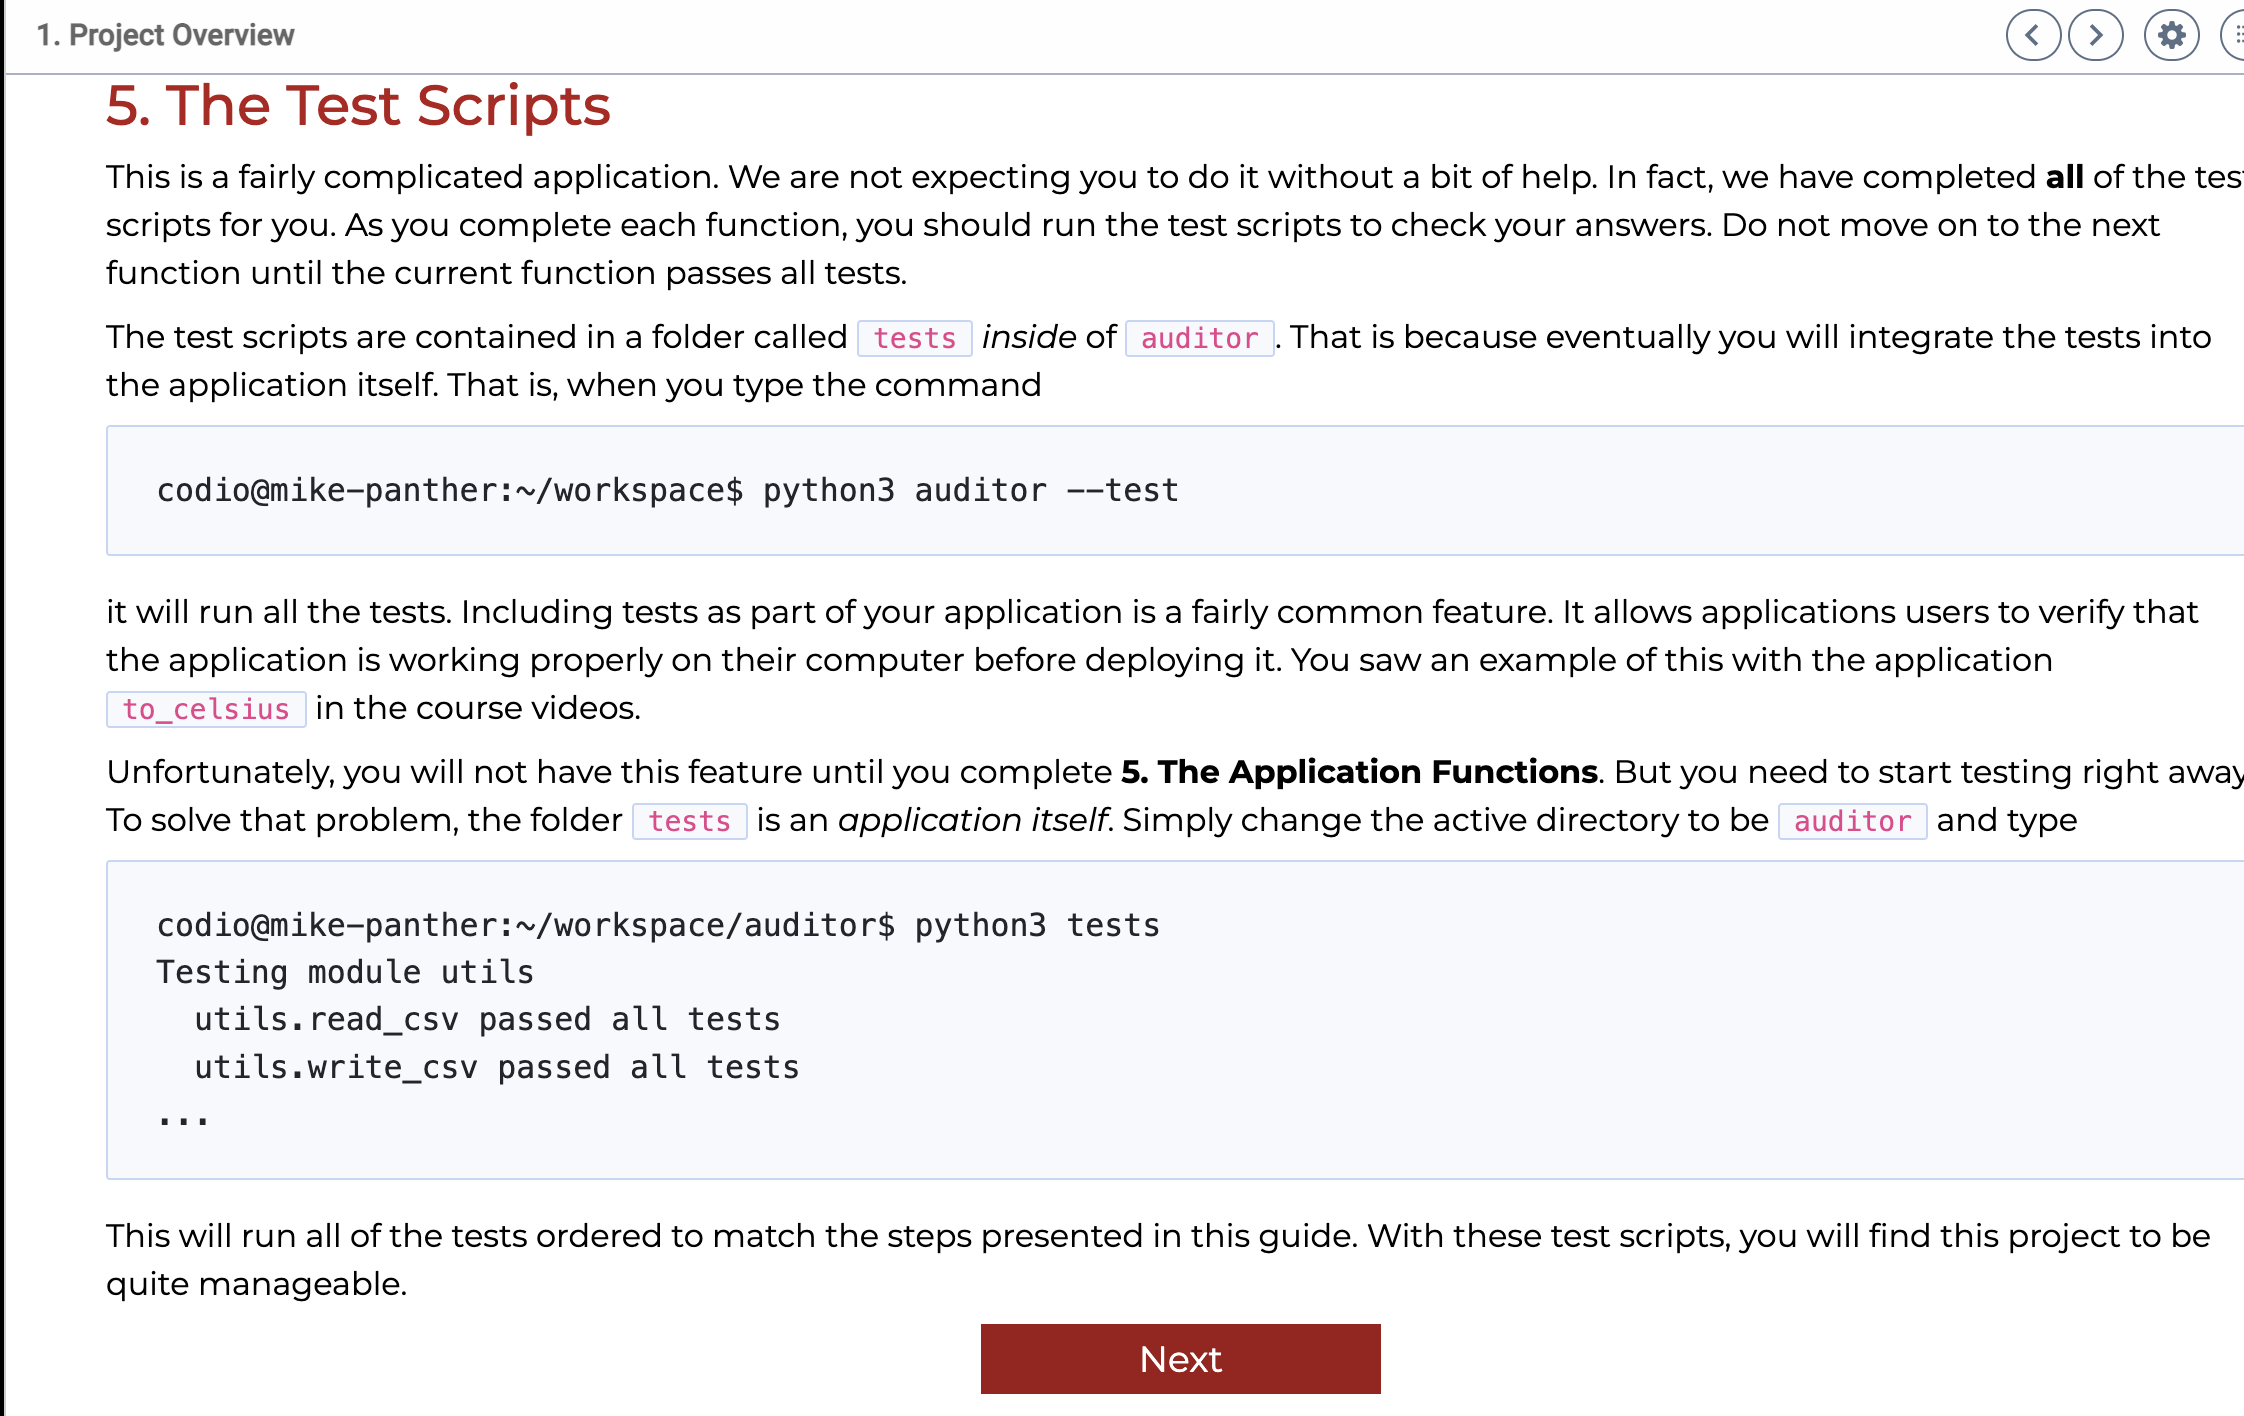 1. Project Overview
5. The Test Scripts
This is a fairly complicated application. We are not expecting you to do it without a bit of help. In fact, we have completed all of the
scripts for you. As you complete each function, you should run the test scripts to check your answers. Do not move on to the next
function until the current function passes all tests.
The test scripts are contained in a folder called tests inside of auditor. That is because eventually you will integrate the tests into
the application itself. That is, when you type the command
codio@mike-panther:~/workspace$ python3 auditor --test
it will run all the tests. Including tests as part of your application is a fairly common feature. It allows applications users to verify that
the application is working properly on their computer before deploying it. You saw an example of this with the application
to_celsius in the course videos.
Unfortunately, you will not have this feature until you complete 5. The Application Functions. But you need to start testing right away
To solve that problem, the folder tests is an application itself. Simply change the active directory to be auditor and type
codio@mike-panther:~/workspace/auditor$ python3 tests
Testing module utils
utils.read_csv passed all tests
utils.write_csv passed all tests
...
This will run all of the tests ordered to match the steps presented in this guide. With these test scripts, you will find this project to be
quite manageable.
Next